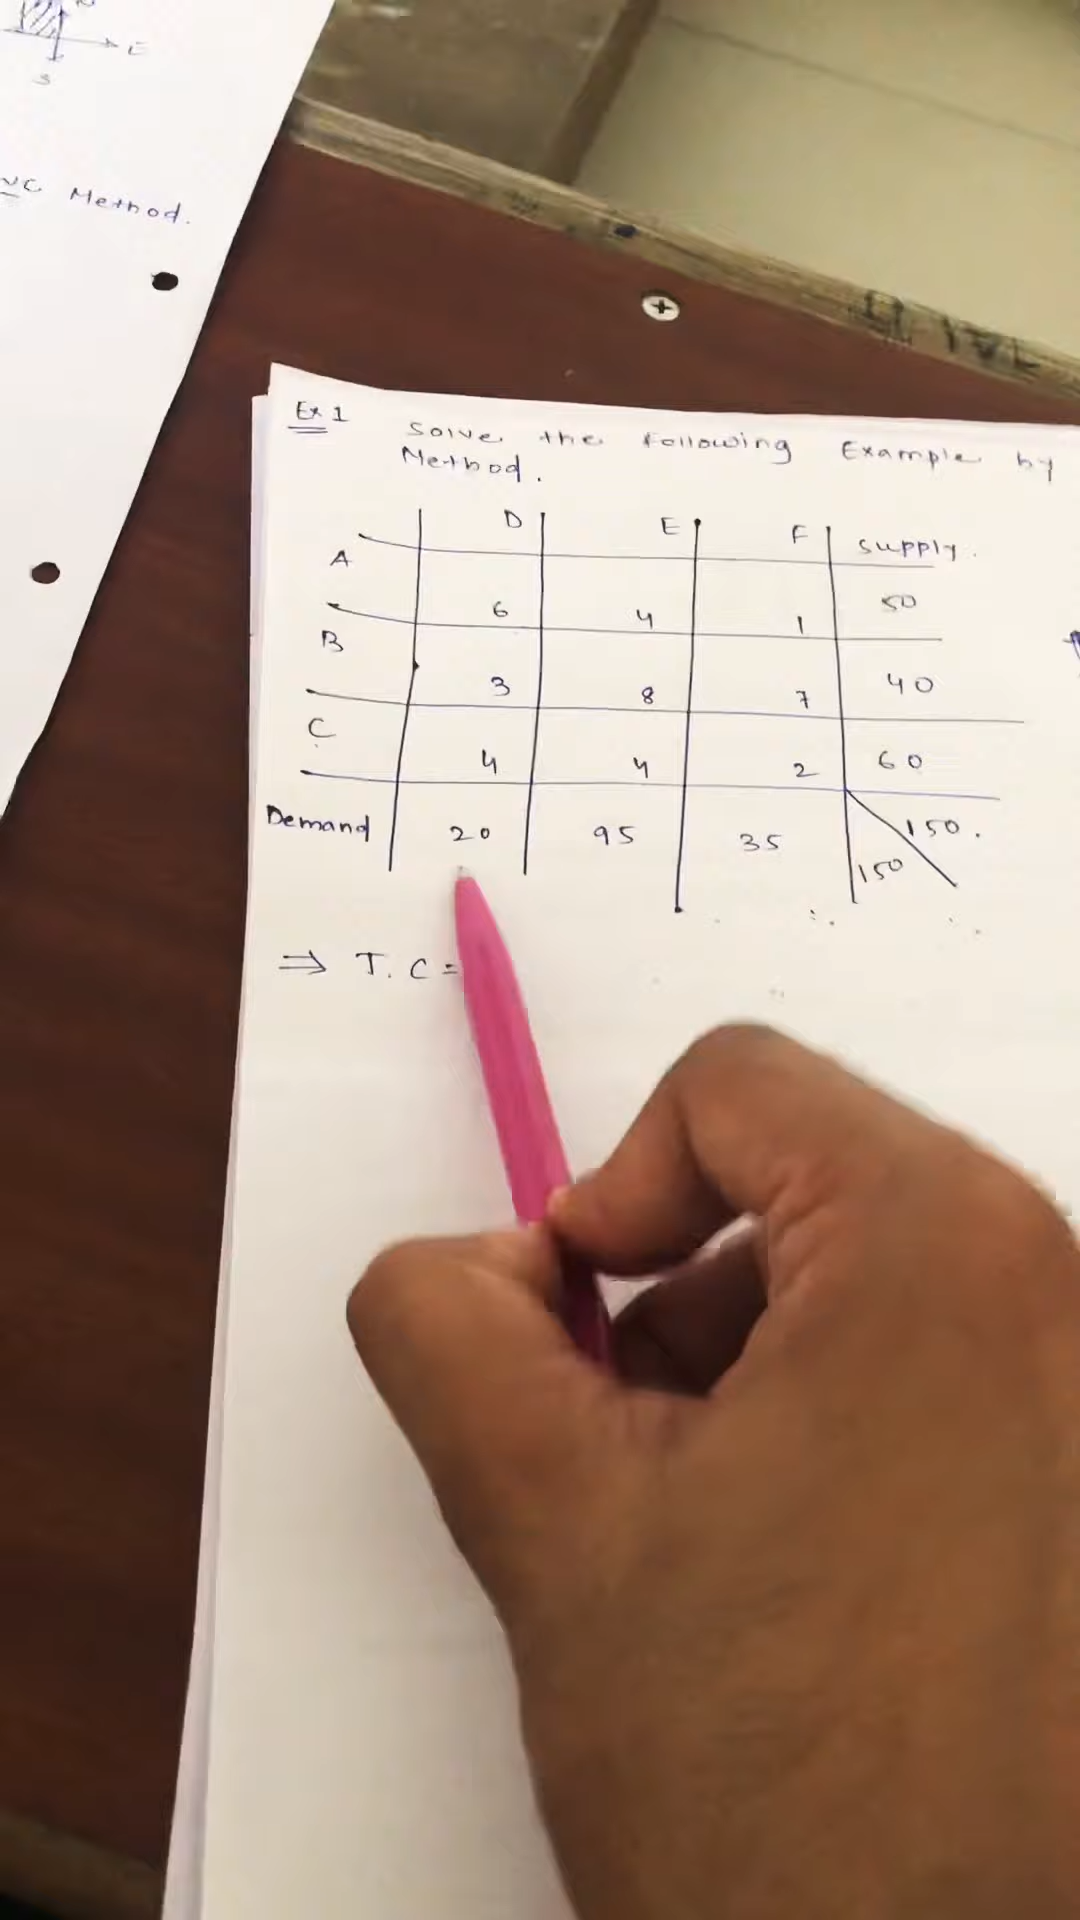 E
S
Method.
Ex 1 Solve the Following Example by
Method.
D E F Supply.
A
6 4 1 50
B
3 8 7 40
C
4 4 2 60
Demand 20 95 35 150.
150
⇒ T. C =